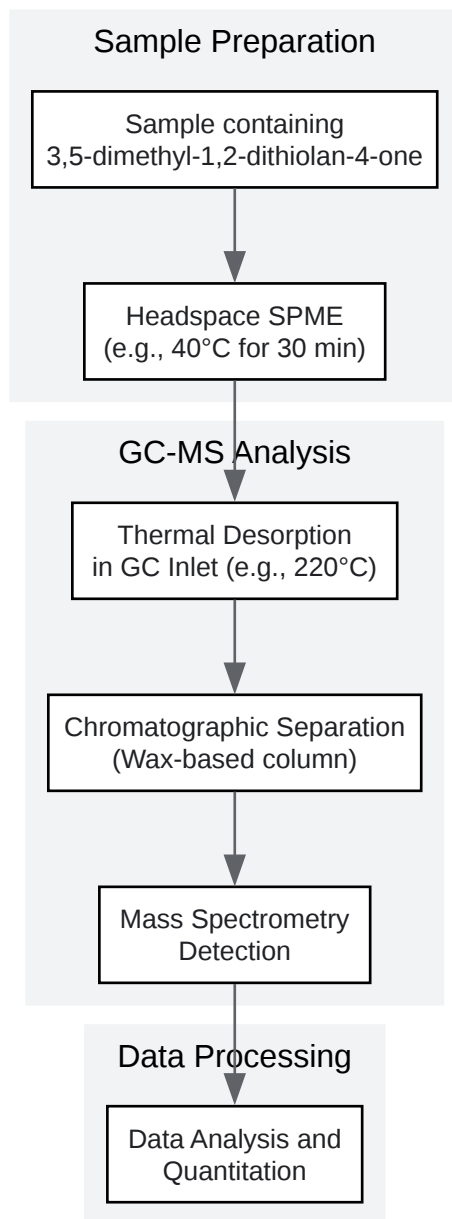 Sample Preparation
Sample containing
3,5-dimethyl-1,2-dithiolan-4-one
Headspace SPME
(e.g., 40°C for 30 min)
GC-MS Analysis
Thermal Desorption
in GC Inlet (e.g., 220°C)
Chromatographic Separation
(Wax-based column)
Mass Spectrometry
Detection
Data Processing
Data Analysis and
Quantitation